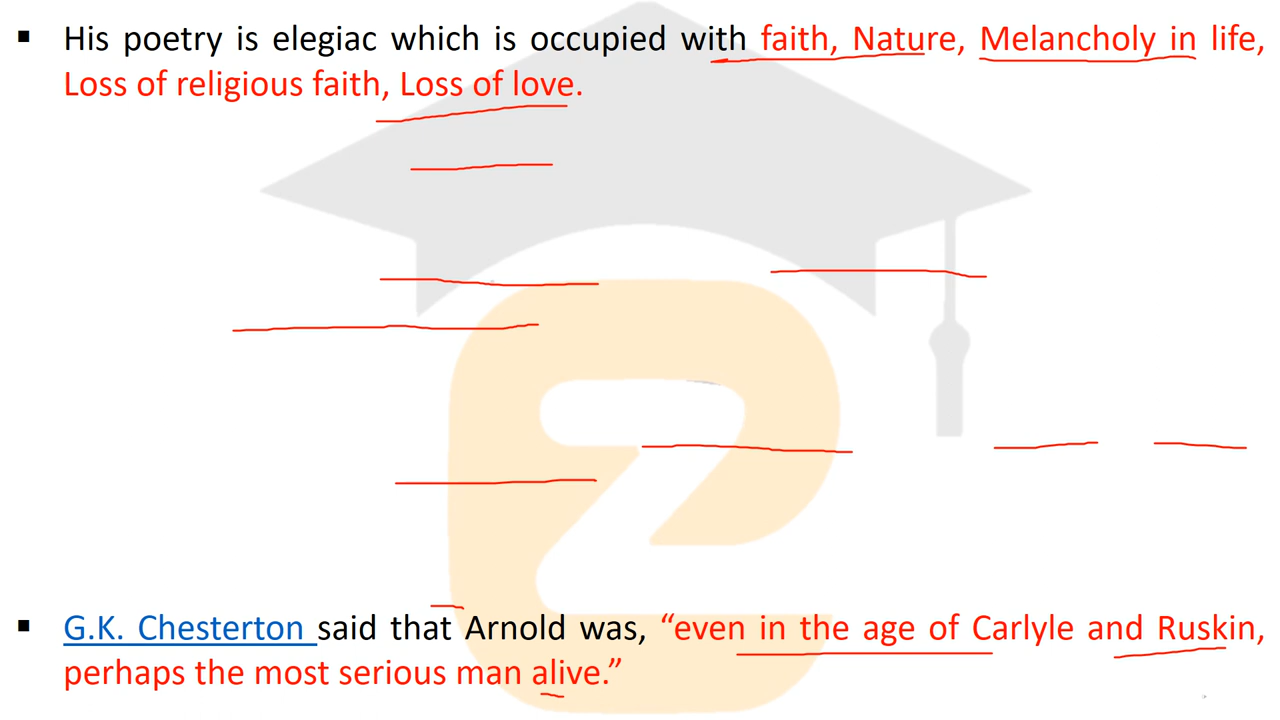 ▪ His poetry is elegiac which is occupied with faith, Nature, Melancholy in life,
Loss of religious faith, Loss of love.
▪ G.K. Chesterton said that Arnold was, “even in the age of Carlyle and Ruskin,
perhaps the most serious man alive.”